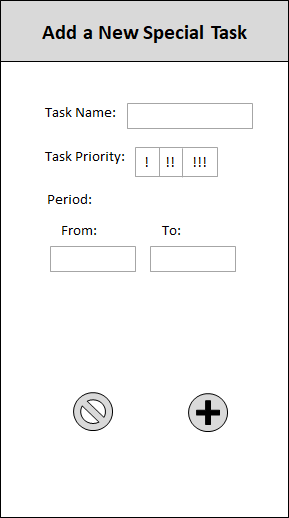 Add a New Special Task
Task Name:
Task Priority: ! !! !!!
Period:
From: To: